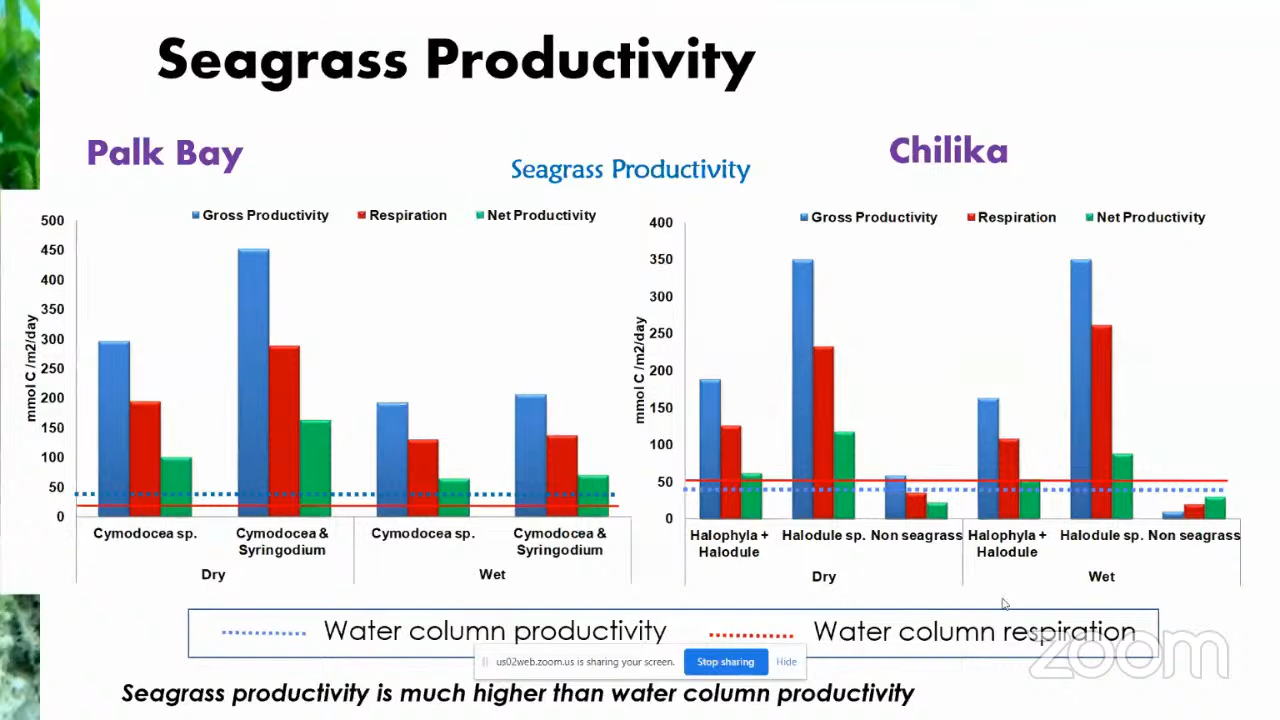 Seagrass Productivity
Palk Bay
Chilika
Seagrass Productivity
Gross Productivity Respiration Net Productivity
500
450
400
350
300
250
200
150
100
50
0
mmol C /m2/day
Cymodocea sp.
Cymodocea &
Syringodium
Cymodocea sp.
Cymodocea &
Syringodium
Dry
Wet
Gross Productivity Respiration Net Productivity
400
350
300
250
200
150
100
50
0
mmol C /m2/day
Halophyla +
Halodule
Halodule sp.
Non seagrass
Halophyla +
Halodule
Halodule sp.
Non seagrass
Dry
Wet
Water column productivity
Water column respiration
us02web.zoom.us is sharing your screen. Stop sharing Hide
zoom
Seagrass productivity is much higher than water column productivity